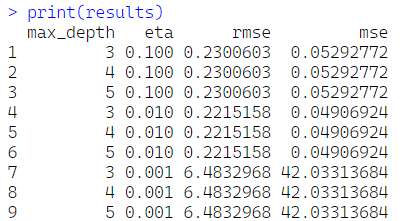 > print(results)
  max_depth   eta      rmse         mse
1         3 0.100 0.2300603  0.05292772
2         4 0.100 0.2300603  0.05292772
3         5 0.100 0.2300603  0.05292772
4         3 0.010 0.2215158  0.04906924
5         4 0.010 0.2215158  0.04906924
6         5 0.010 0.2215158  0.04906924
7         3 0.001 6.4832968 42.03313684
8         4 0.001 6.4832968 42.03313684
9         5 0.001 6.4832968 42.03313684